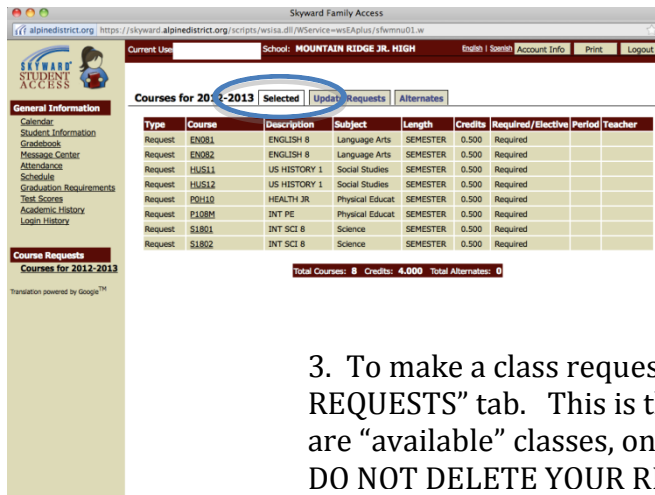 Skyward Family Access
alpinedistrict.org https://skyward.alpinedistrict.org/scripts/wsisa.dll/WService=wsEAplus/sfwmnu01.w
SKYWARD STUDENT ACCESS
Current Use School: MOUNTAIN RIDGE JR. HIGH English | Spanish Account Info Print Logout
General Information
Calendar
Student Information
Gradebook
Message Center
Attendance
Schedule
Graduation Requirements
Test Scores
Academic History
Login History
Course Requests
Courses for 2012-2013
Translation powered by Google™
Courses for 2012-2013 Selected Update Requests Alternates
Type Course Description Subject Length Credits Required/Elective Period Teacher
Request EN081 ENGLISH 8 Language Arts SEMESTER 0.500 Required
Request EN082 ENGLISH 8 Language Arts SEMESTER 0.500 Required
Request HUS11 US HISTORY 1 Social Studies SEMESTER 0.500 Required
Request HUS12 US HISTORY 1 Social Studies SEMESTER 0.500 Required
Request P0H10 HEALTH JR Physical Educat SEMESTER 0.500 Required
Request P108M INT PE Physical Educat SEMESTER 0.500 Required
Request S1801 INT SCI 8 Science SEMESTER 0.500 Required
Request S1802 INT SCI 8 Science SEMESTER 0.500 Required
Total Courses: 8 Credits: 4.000 Total Alternates: 0
3. To make a class reques
REQUESTS” tab. This is t
are “available” classes, on
DO NOT DELETE YOUR R